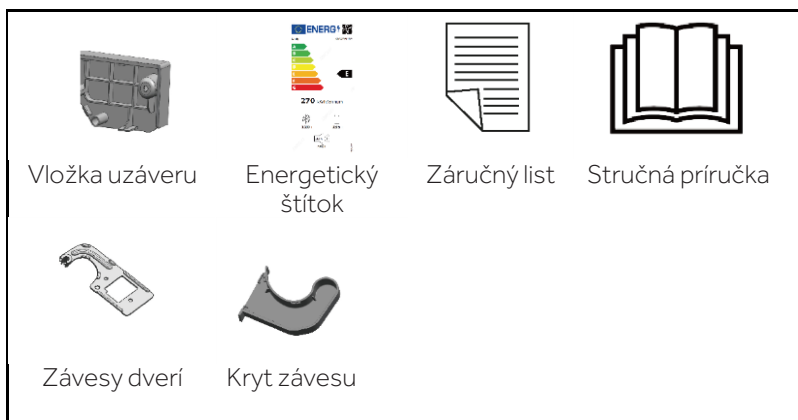 ENERG
E
270
Vložka uzáveru
Energetický
štítok
Záručný list
Stručná príručka
Závesy dverí
Kryt závesu